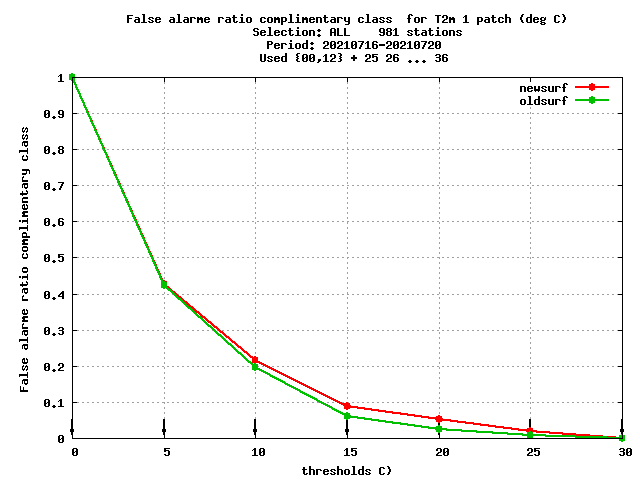 False alarme ratio complimentary class  for T2m 1 patch (deg C)
Selection: ALL    981 stations
Period: 20210716-20210720
Used {00,12} + 25 26 ... 36
newsurf
oldsurf
False alarme ratio complimentary class
1
0.9
0.8
0.7
0.6
0.5
0.4
0.3
0.2
0.1
0
0 5 10 15 20 25 30
thresholds C)